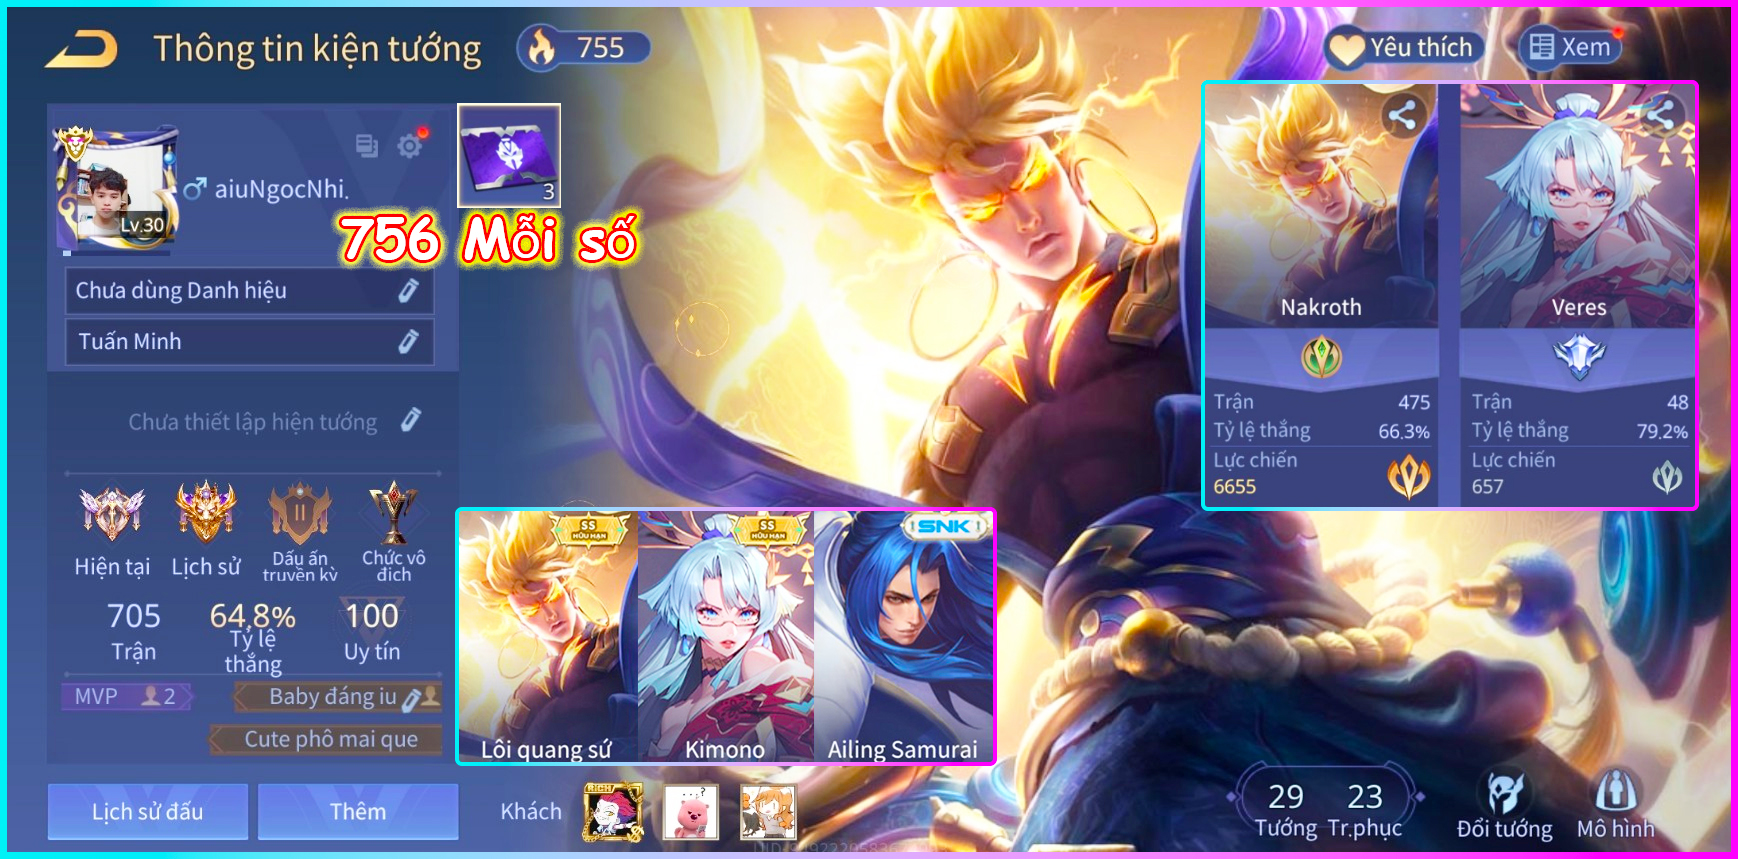 Thông tin kiện tướng
755
Yêu thích
Xem
aiuNgocNhi.
Lv.30
3
756 Mỗi số
Chưa dùng Danh hiệu
Tuấn Minh
Chưa thiết lập hiện tướng
Hiện tại
Lịch sử
Dấu ấn
truyền kỳ
Chức vô
địch
705
64.8%
100
Trận
Tỷ lệ
thắng
Uy tín
MVP
2
Baby đáng iu
Cute phô mai que
Lịch sử đấu
Thêm
Khách
RICH
SS
HỮU HẠN
Lôi quang sứ
SS
HỮU HẠN
Kimono
SNK
Ailing Samurai
Nakroth
Trận 475
Tỷ lệ thắng 66.3%
Lực chiến
6655
Veres
Trận 48
Tỷ lệ thắng 79.2%
Lực chiến
657
29
Tướng
23
Tr.phục
Đổi tướng
Mô hình